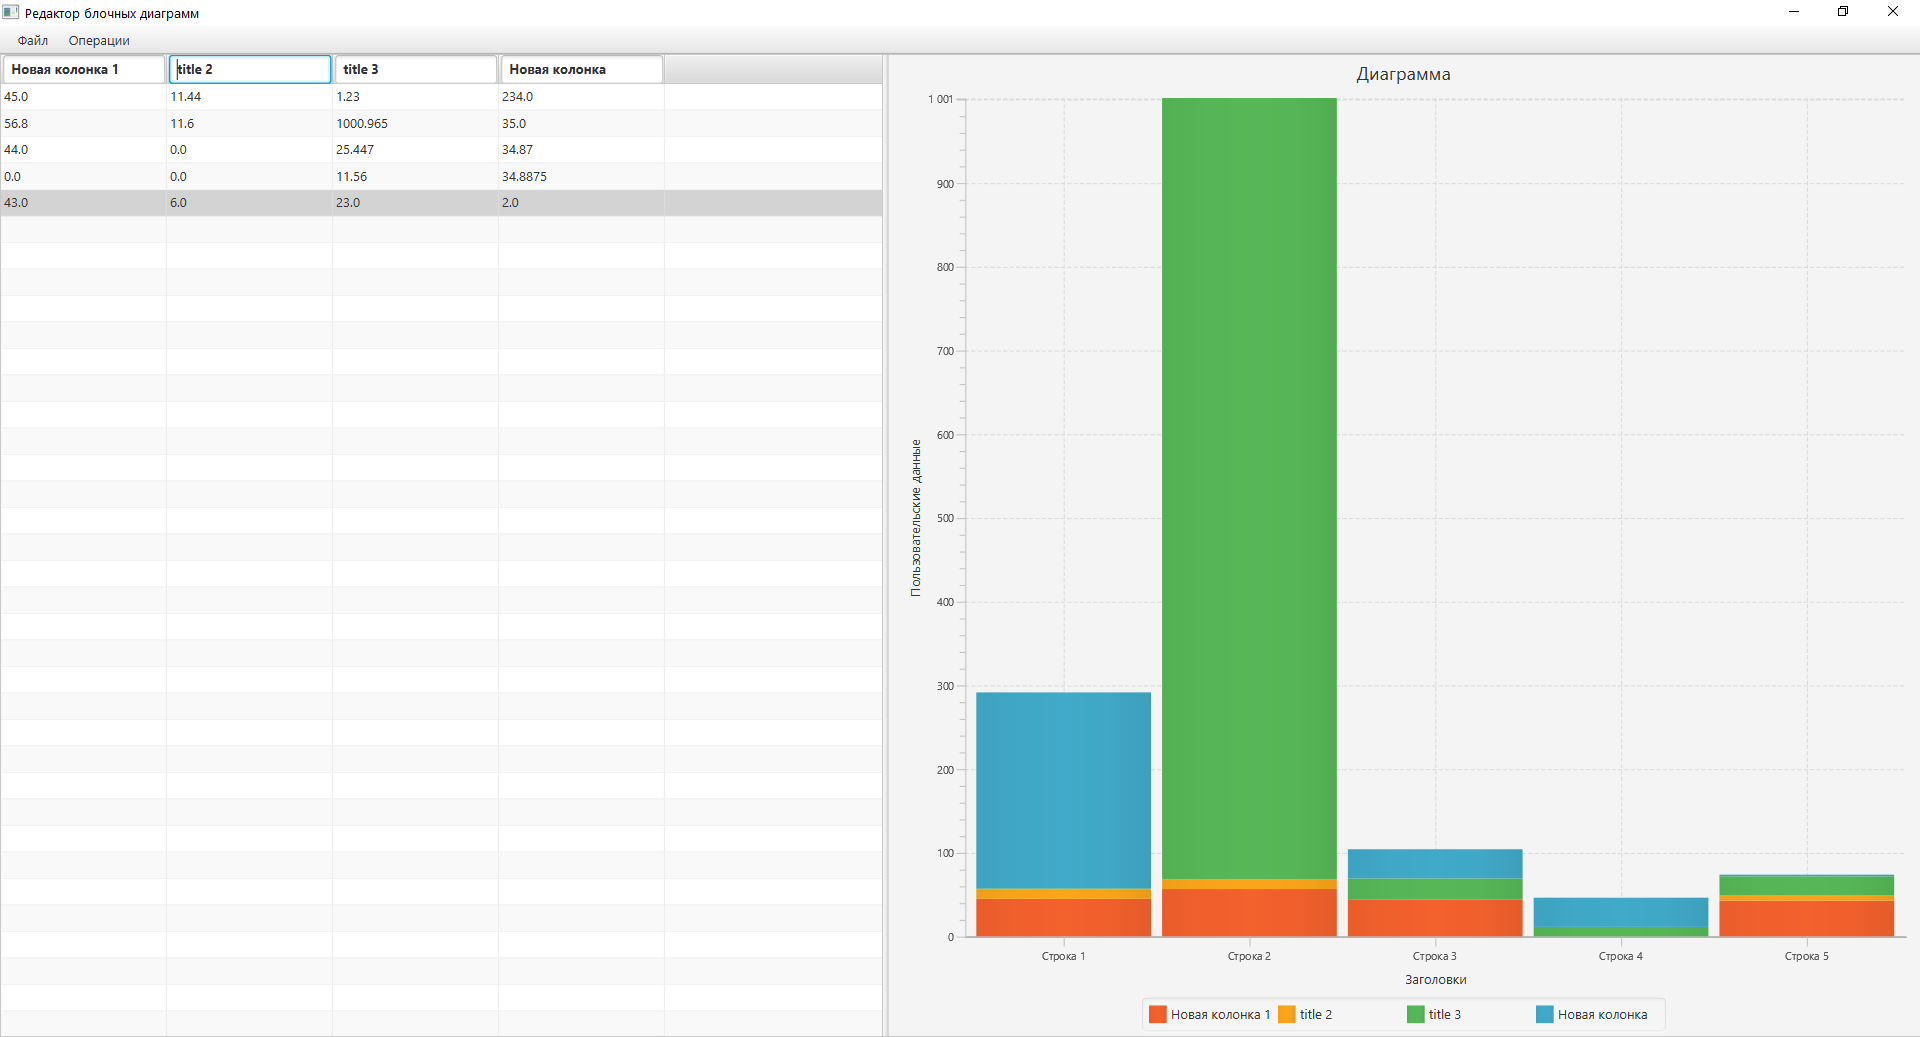 Редактор блочных диаграмм
Файл Операции
Новая колонка 1 title 2 title 3 Новая колонка
45.0 11.44 1.23 234.0
56.8 11.6 1000.965 35.0
44.0 0.0 25.447 34.87
0.0 0.0 11.56 34.8875
43.0 6.0 23.0 2.0
Диаграмма
1 001
900
800
700
600
500
400
300
200
100
0
Пользовательские данные
Строка 1 Строка 2 Строка 3 Строка 4 Строка 5
Заголовки
Новая колонка 1 title 2 title 3 Новая колонка